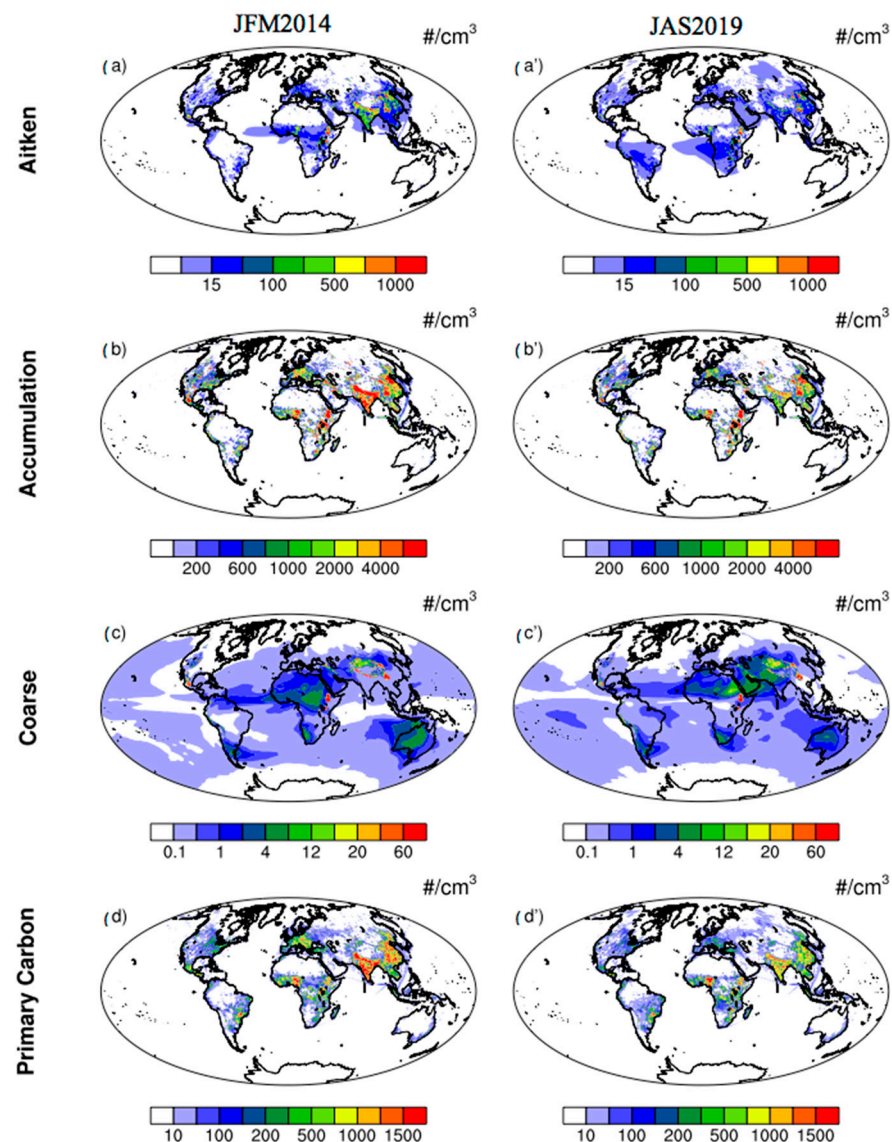 JFM2014 JAS2019
#/cm³ #/cm³
(a) (a')
Aitken
15 100 500 1000 15 100 500 1000
#/cm³ #/cm³
(b) (b')
Accumulation
200 600 1000 2000 4000 200 600 1000 2000 4000
#/cm³ #/cm³
(c) (c')
Coarse
0.1 1 4 12 20 60 0.1 1 4 12 20 60
#/cm³ #/cm³
(d) (d')
Primary Carbon
10 100 200 500 1000 1500 10 100 200 500 1000 1500